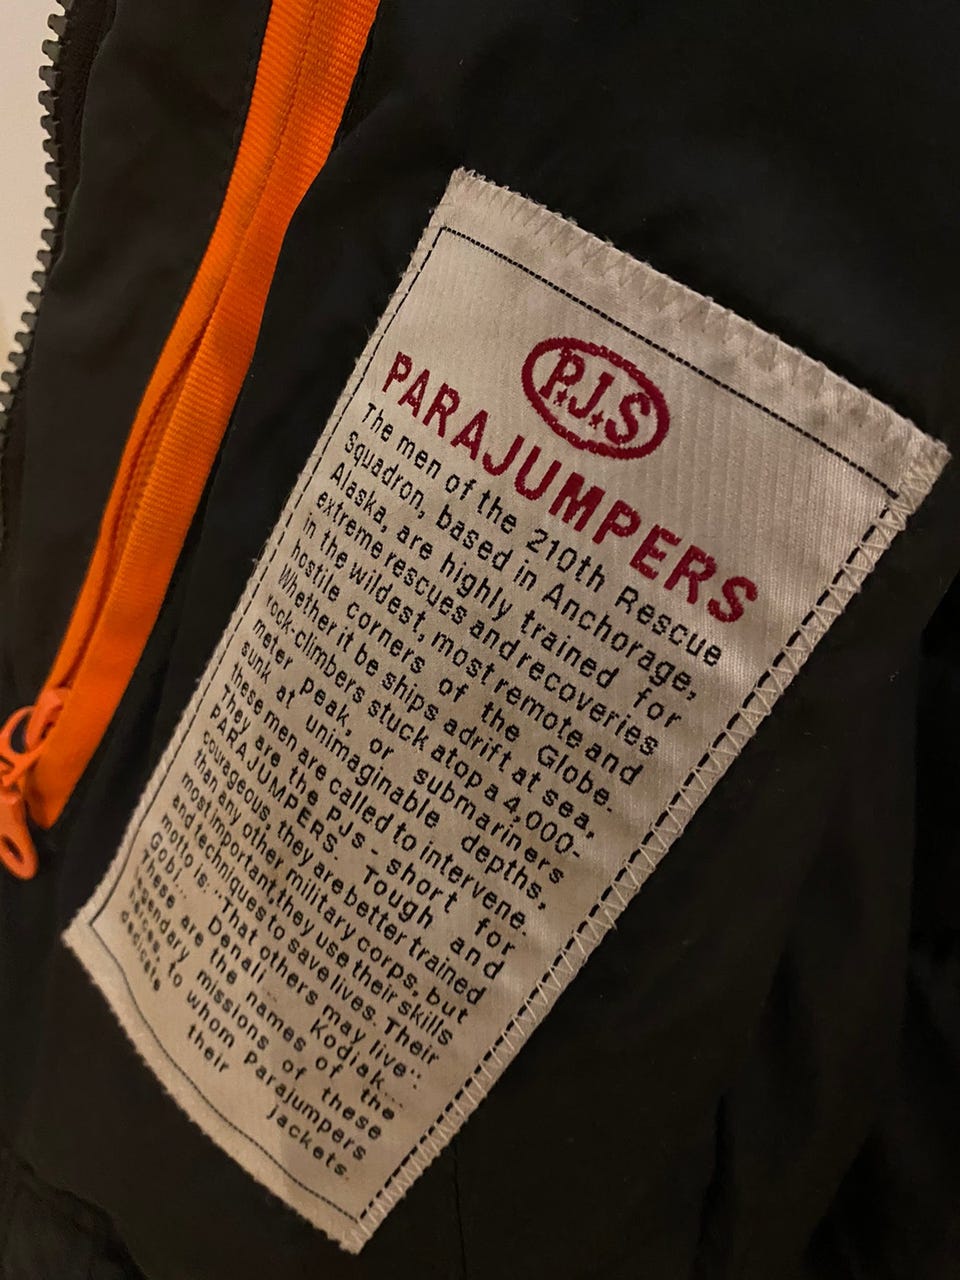 P.J.S
PARAJUMPERS
The men of the 210th Rescue
Squadron, based in Anchorage,
Alaska, are highly trained for
extreme rescues and recoveries
in the wildest, most remote and
hostile corners of the Globe.
Whether it be ships adrift at sea,
rock-climbers stuck atop a 4,000-
meter peak, or submariners
sunk at unimaginable depths,
these men are called to intervene.
They are the PJs - short for
PARAJUMPERS. Tough and
courageous, they are better trained
than any other military corps, but
most important, they use their skills
and techniques to save lives. Their
motto is: "That others may live".
Gobi... Denali... Kodiak...
These are the names of the
legendary missions of these
heroes, to whom Parajumpers
dedicate their jackets.